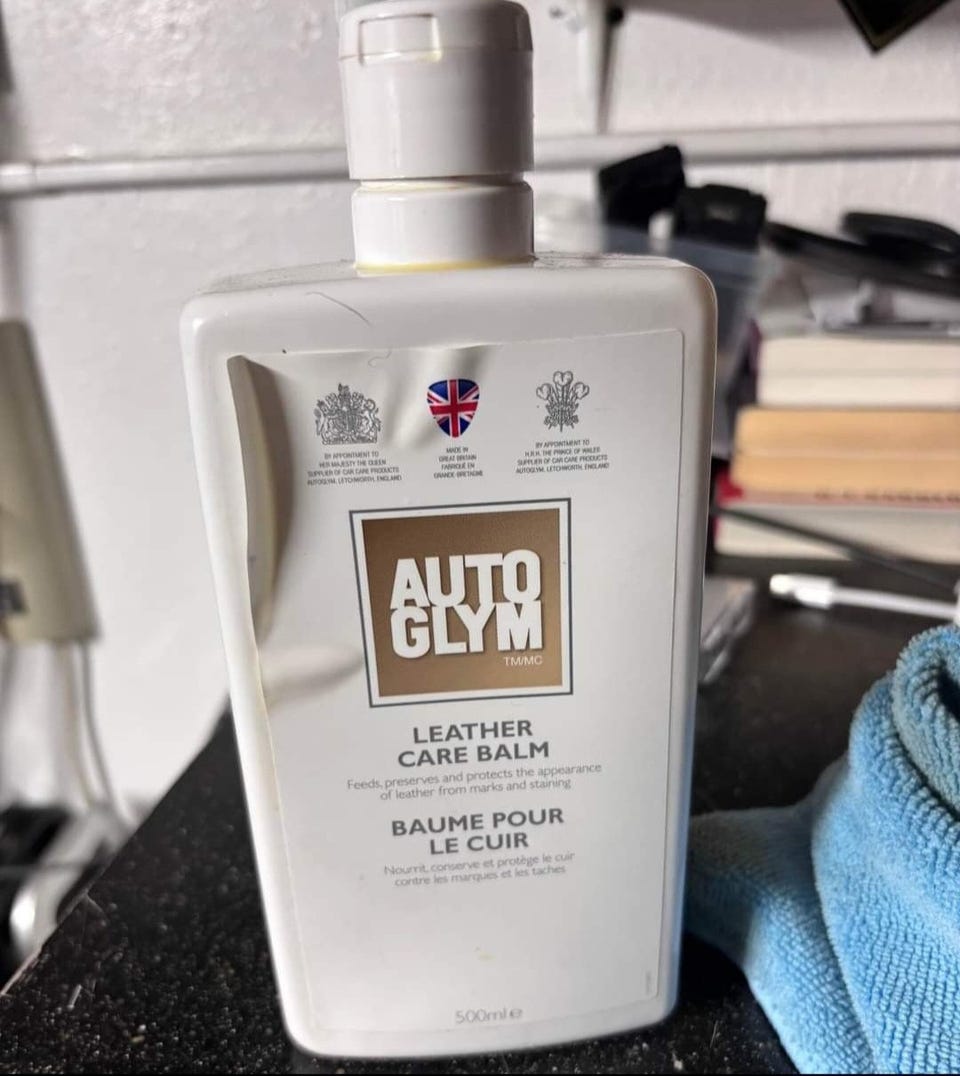 BY APPOINTMENT TO
HER MAJESTY THE QUEEN
SUPPLIER OF CAR CARE PRODUCTS
AUTOGLYM, LETCHWORTH, ENGLAND
MADE IN
GREAT BRITAIN
FABRIQUÉ EN
GRANDE-BRETAGNE
BY APPOINTMENT TO
H.R.H. THE PRINCE OF WALES
SUPPLIER OF CAR CARE PRODUCTS
AUTOGLYM, LETCHWORTH, ENGLAND
AUTO
GLYM
TM/MC
LEATHER
CARE BALM
Feeds, preserves and protects the appearance
of leather from marks and staining
BAUME POUR
LE CUIR
Nourrit, conserve et protège le cuir
contre les marques et les taches
500ml e